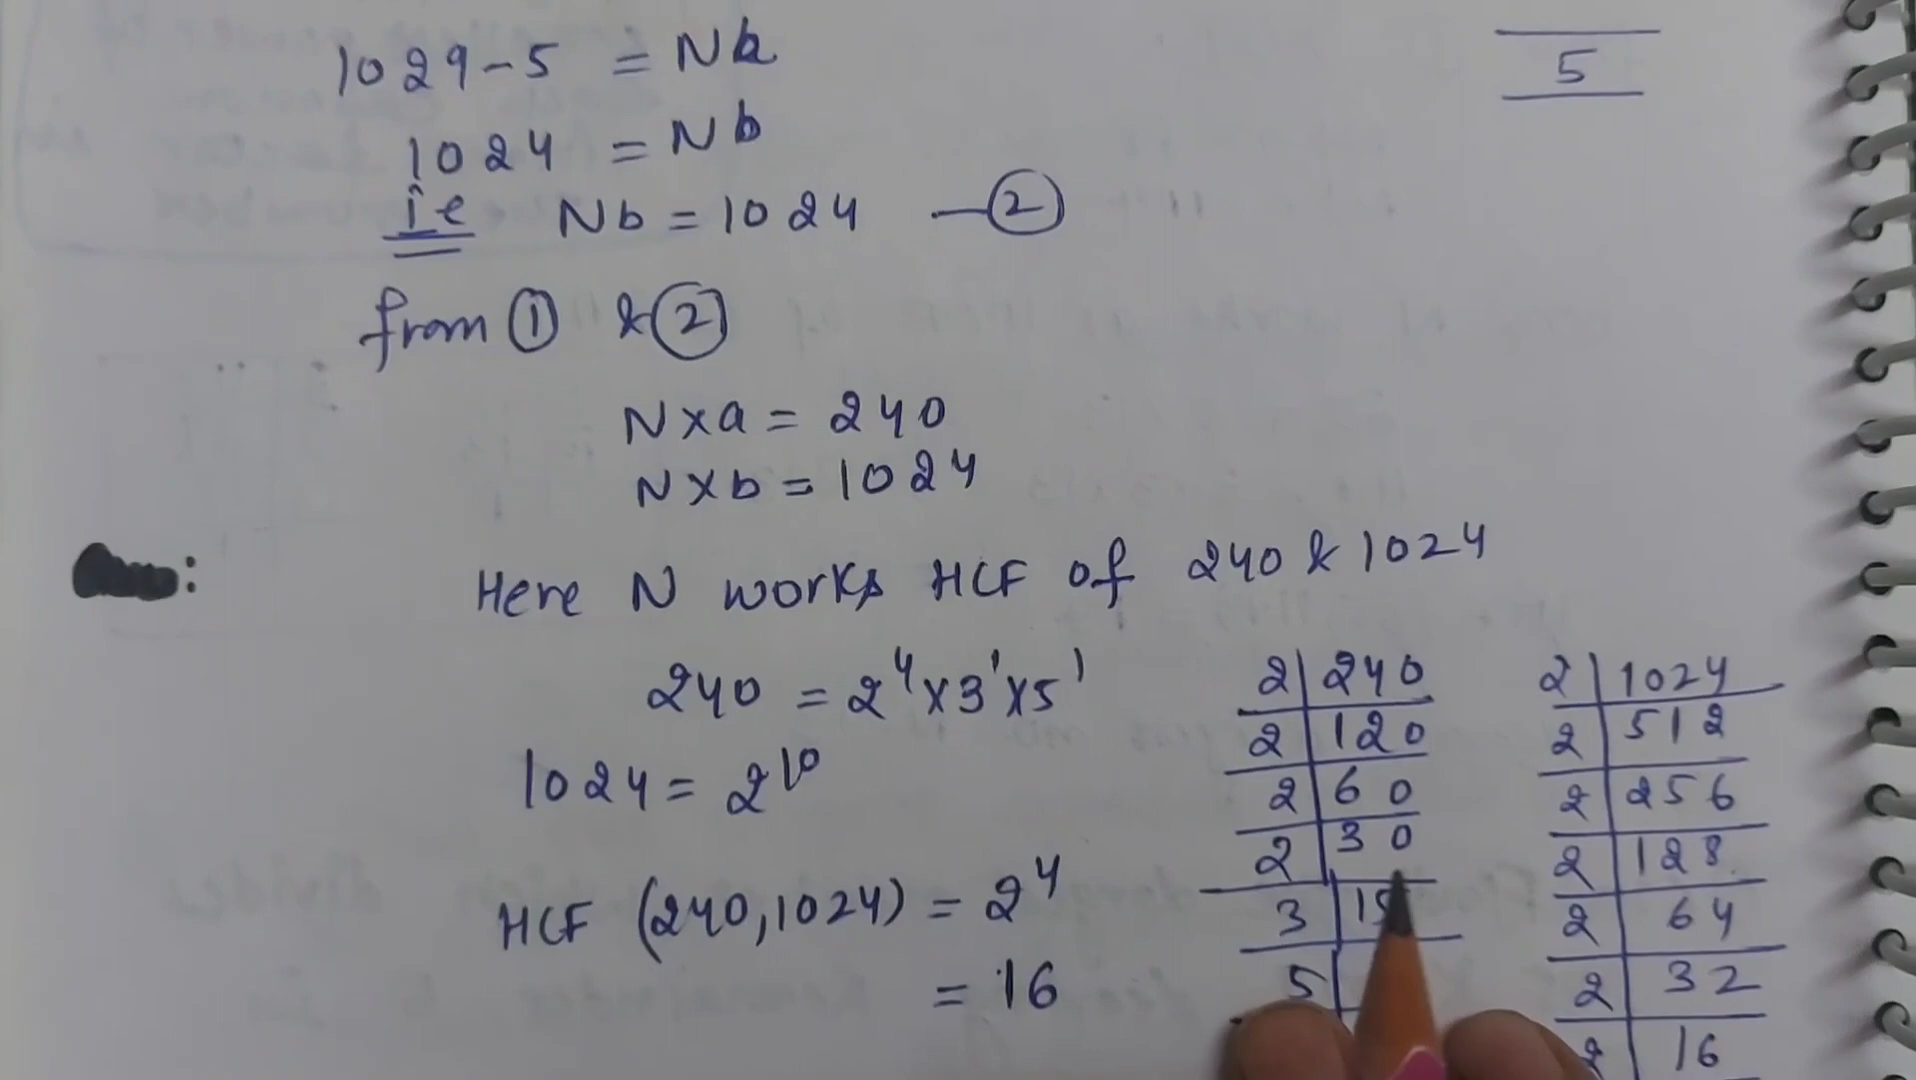 1029-5 = Nb
5
1024 = Nb
ie Nb = 1024 —②
from ① & ②
N×a = 240
N×b = 1024
Here N works HCF of 240 & 1024
240 = 2⁴×3¹×5¹
1024 = 2¹⁰
HCF (240,1024) = 2⁴
= 16
2 | 240
2 | 120
2 | 60
2 | 30
3 | 15
5 |
2 | 1024
2 | 512
2 | 256
2 | 128
2 | 64
2 | 32
2 | 16